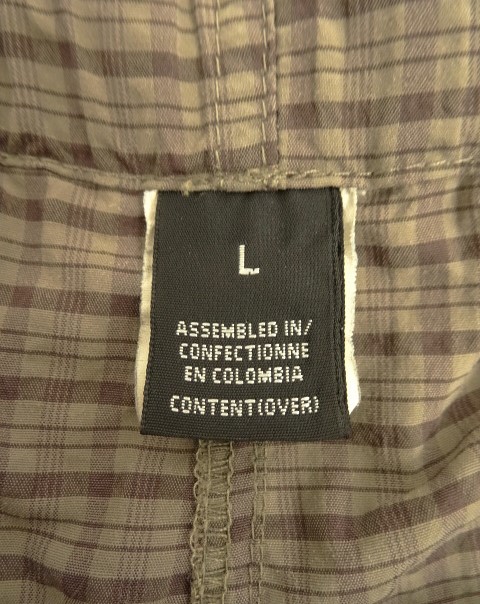 L
ASSEMBLED IN/
CONFECTIONNE
EN COLOMBIA
CONTENT(OVER)